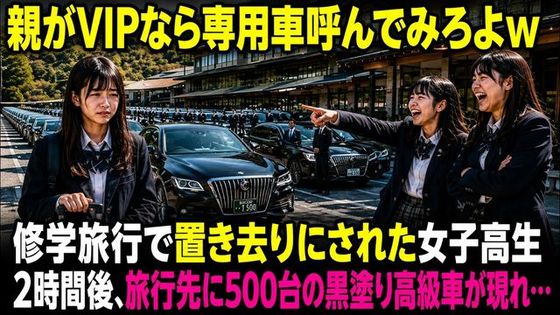 親がVIPなら専用車呼んでみろよw
・1500
修学旅行で置き去りにされた女子高生
2時間後、旅行先に500台の黒塗り高級車が現れ…